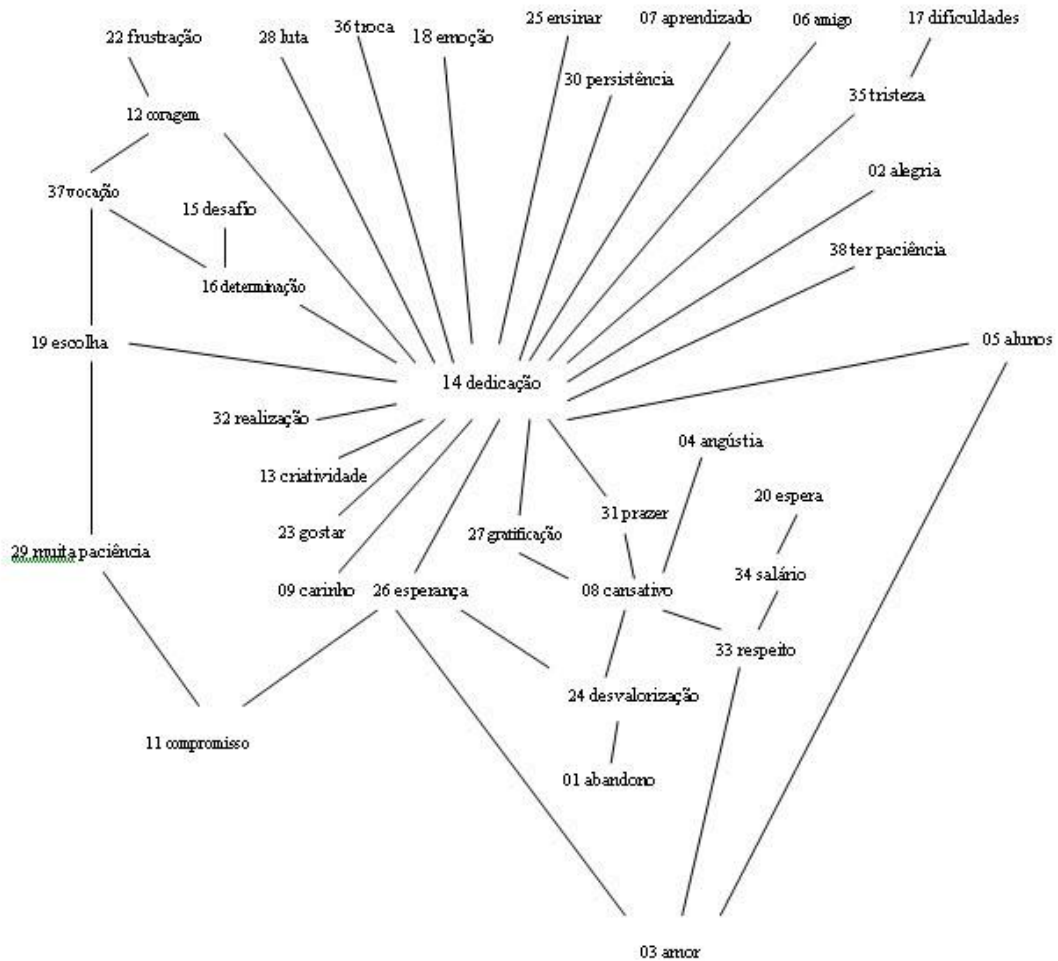 22 frustração
28 luta
36 troca
18 emoção
25 ensinar
07 aprendizado
06 amigo
17 dificuldades
30 persistência
35 tristeza
12 coragem
02 alegria
37 vocação
15 desafio
38 ter paciência
16 determinação
19 escolha
05 alunos
14 dedicação
32 realização
04 angústia
13 criatividade
20 espera
31 prazer
23 gostar
27 gratificação
29 muita paciência
34 salário
09 carinho
26 esperança
08 cansativo
33 respeito
24 desvalorização
11 compromisso
01 abandono
03 amor